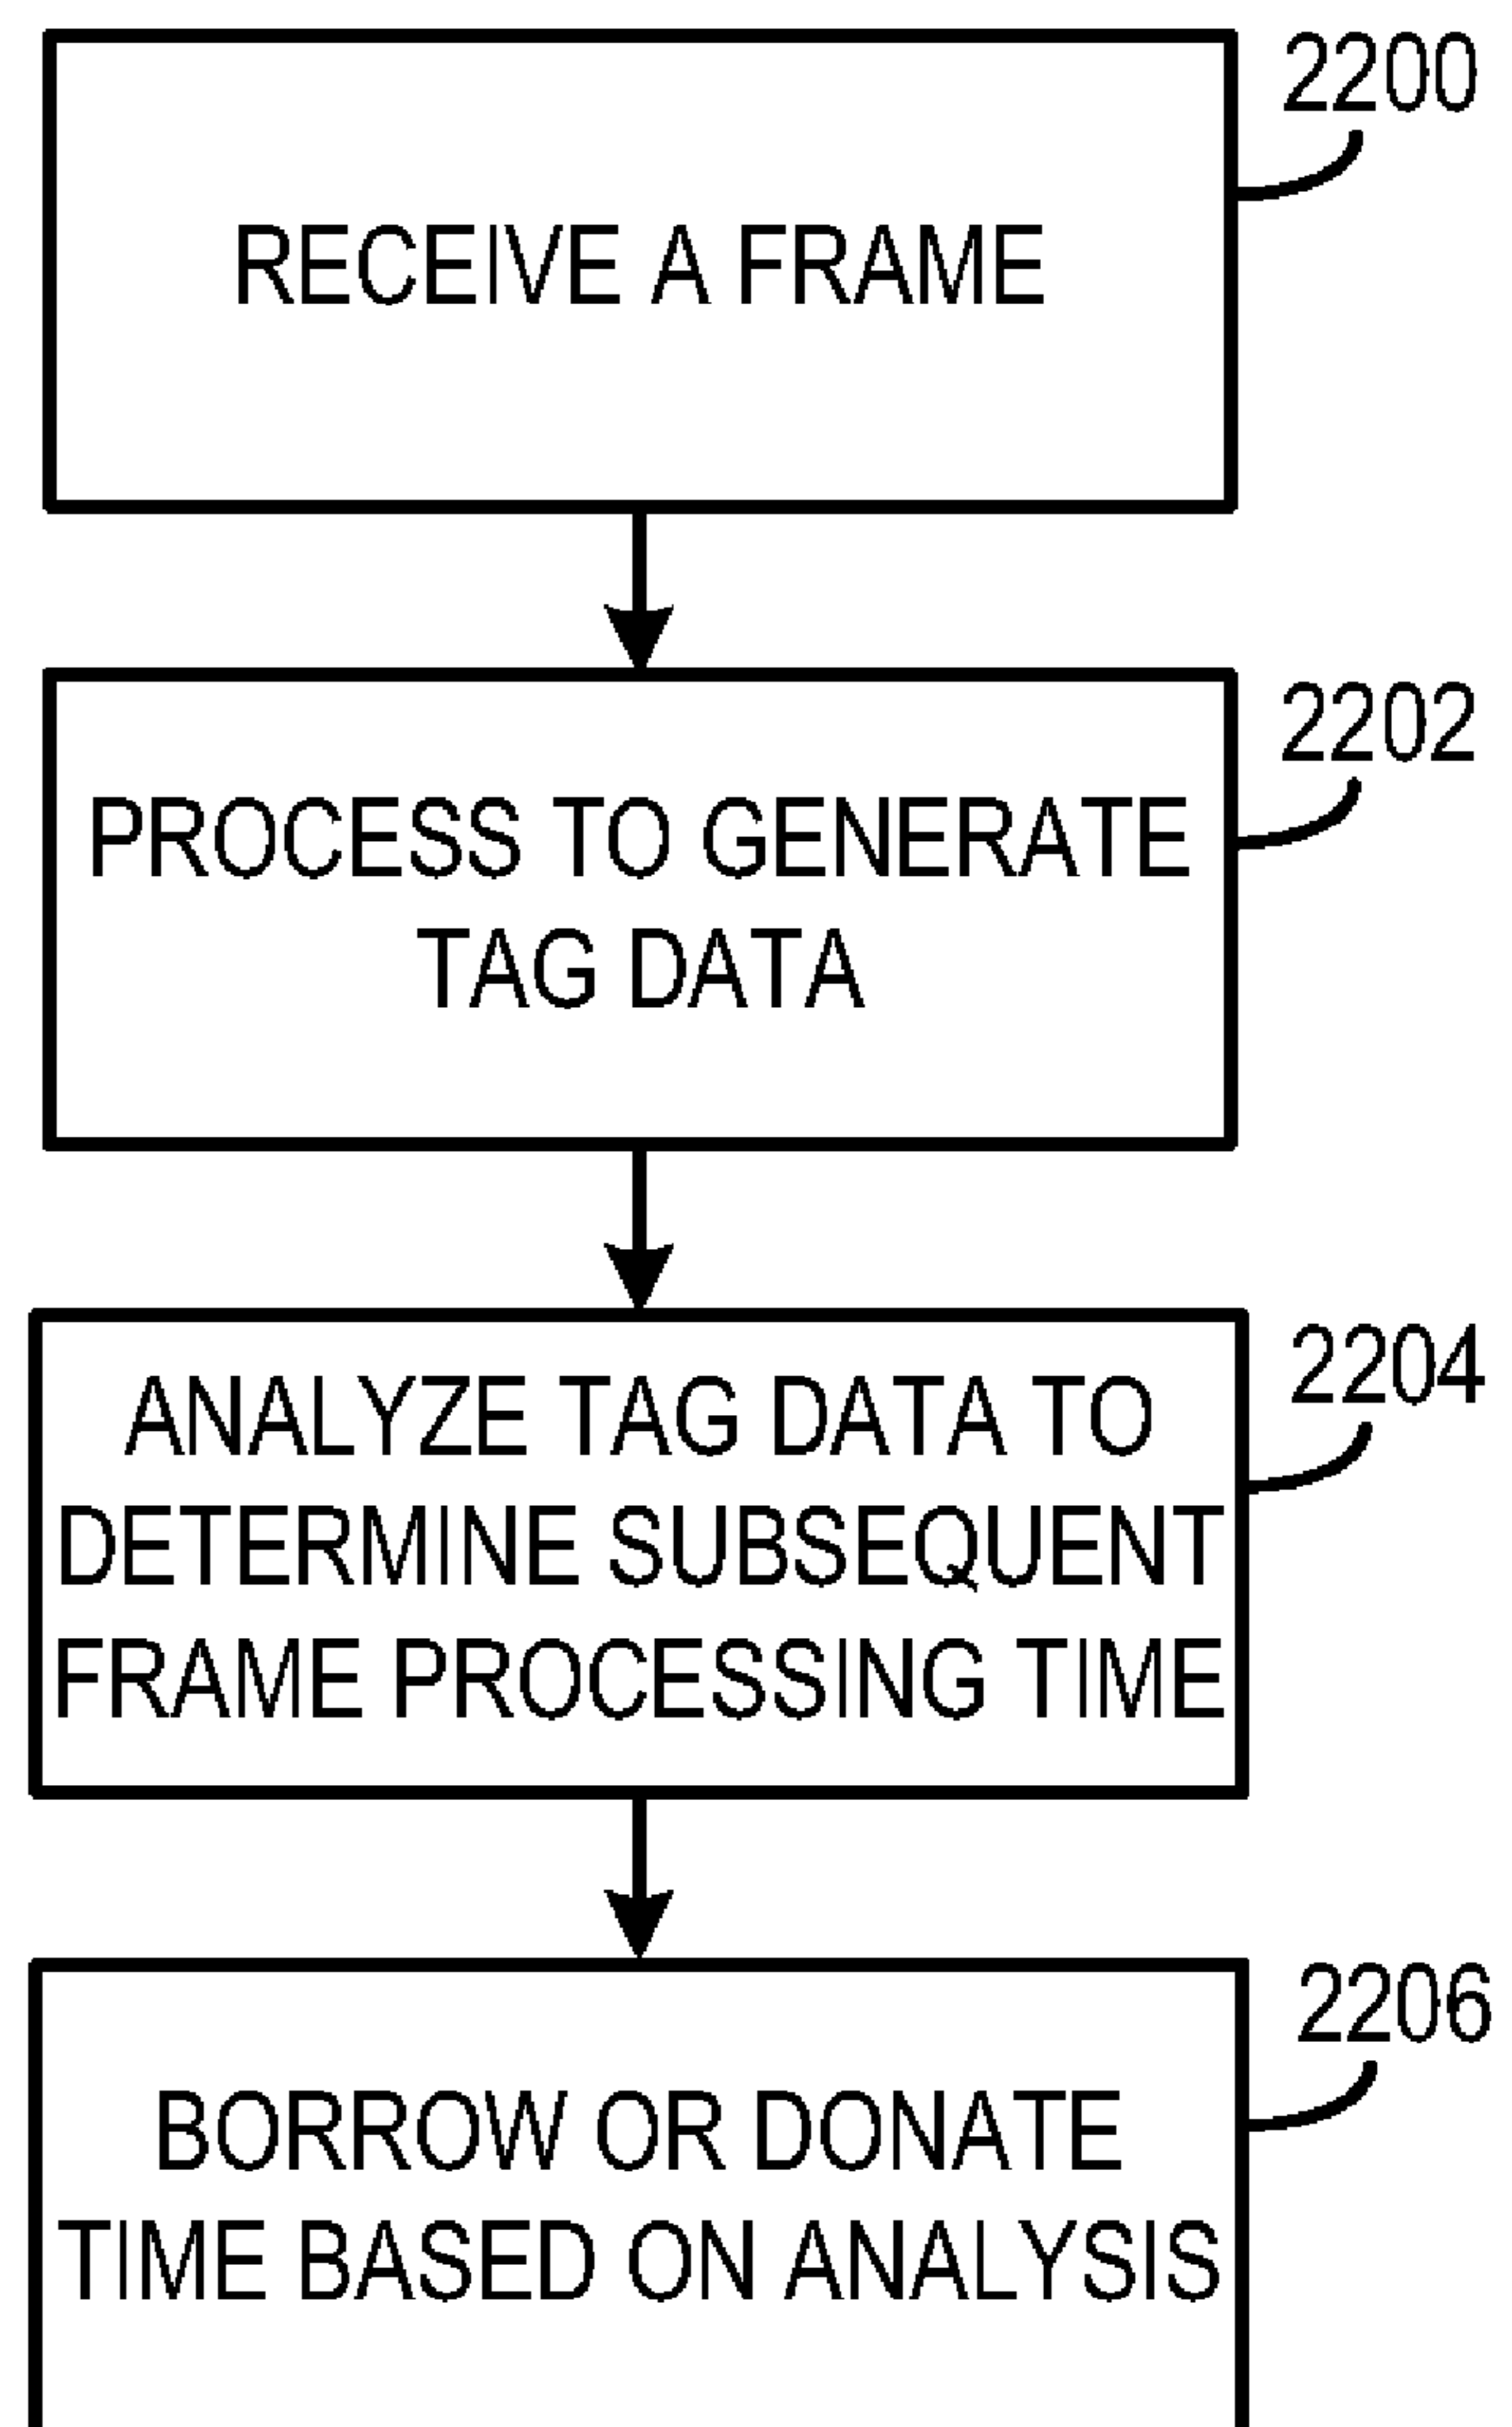 2200
RECEIVE A FRAME
2202
PROCESS TO GENERATE
TAG DATA
2204
ANALYZE TAG DATA TO
DETERMINE SUBSEQUENT
FRAME PROCESSING TIME
2206
BORROW OR DONATE
TIME BASED ON ANALYSIS